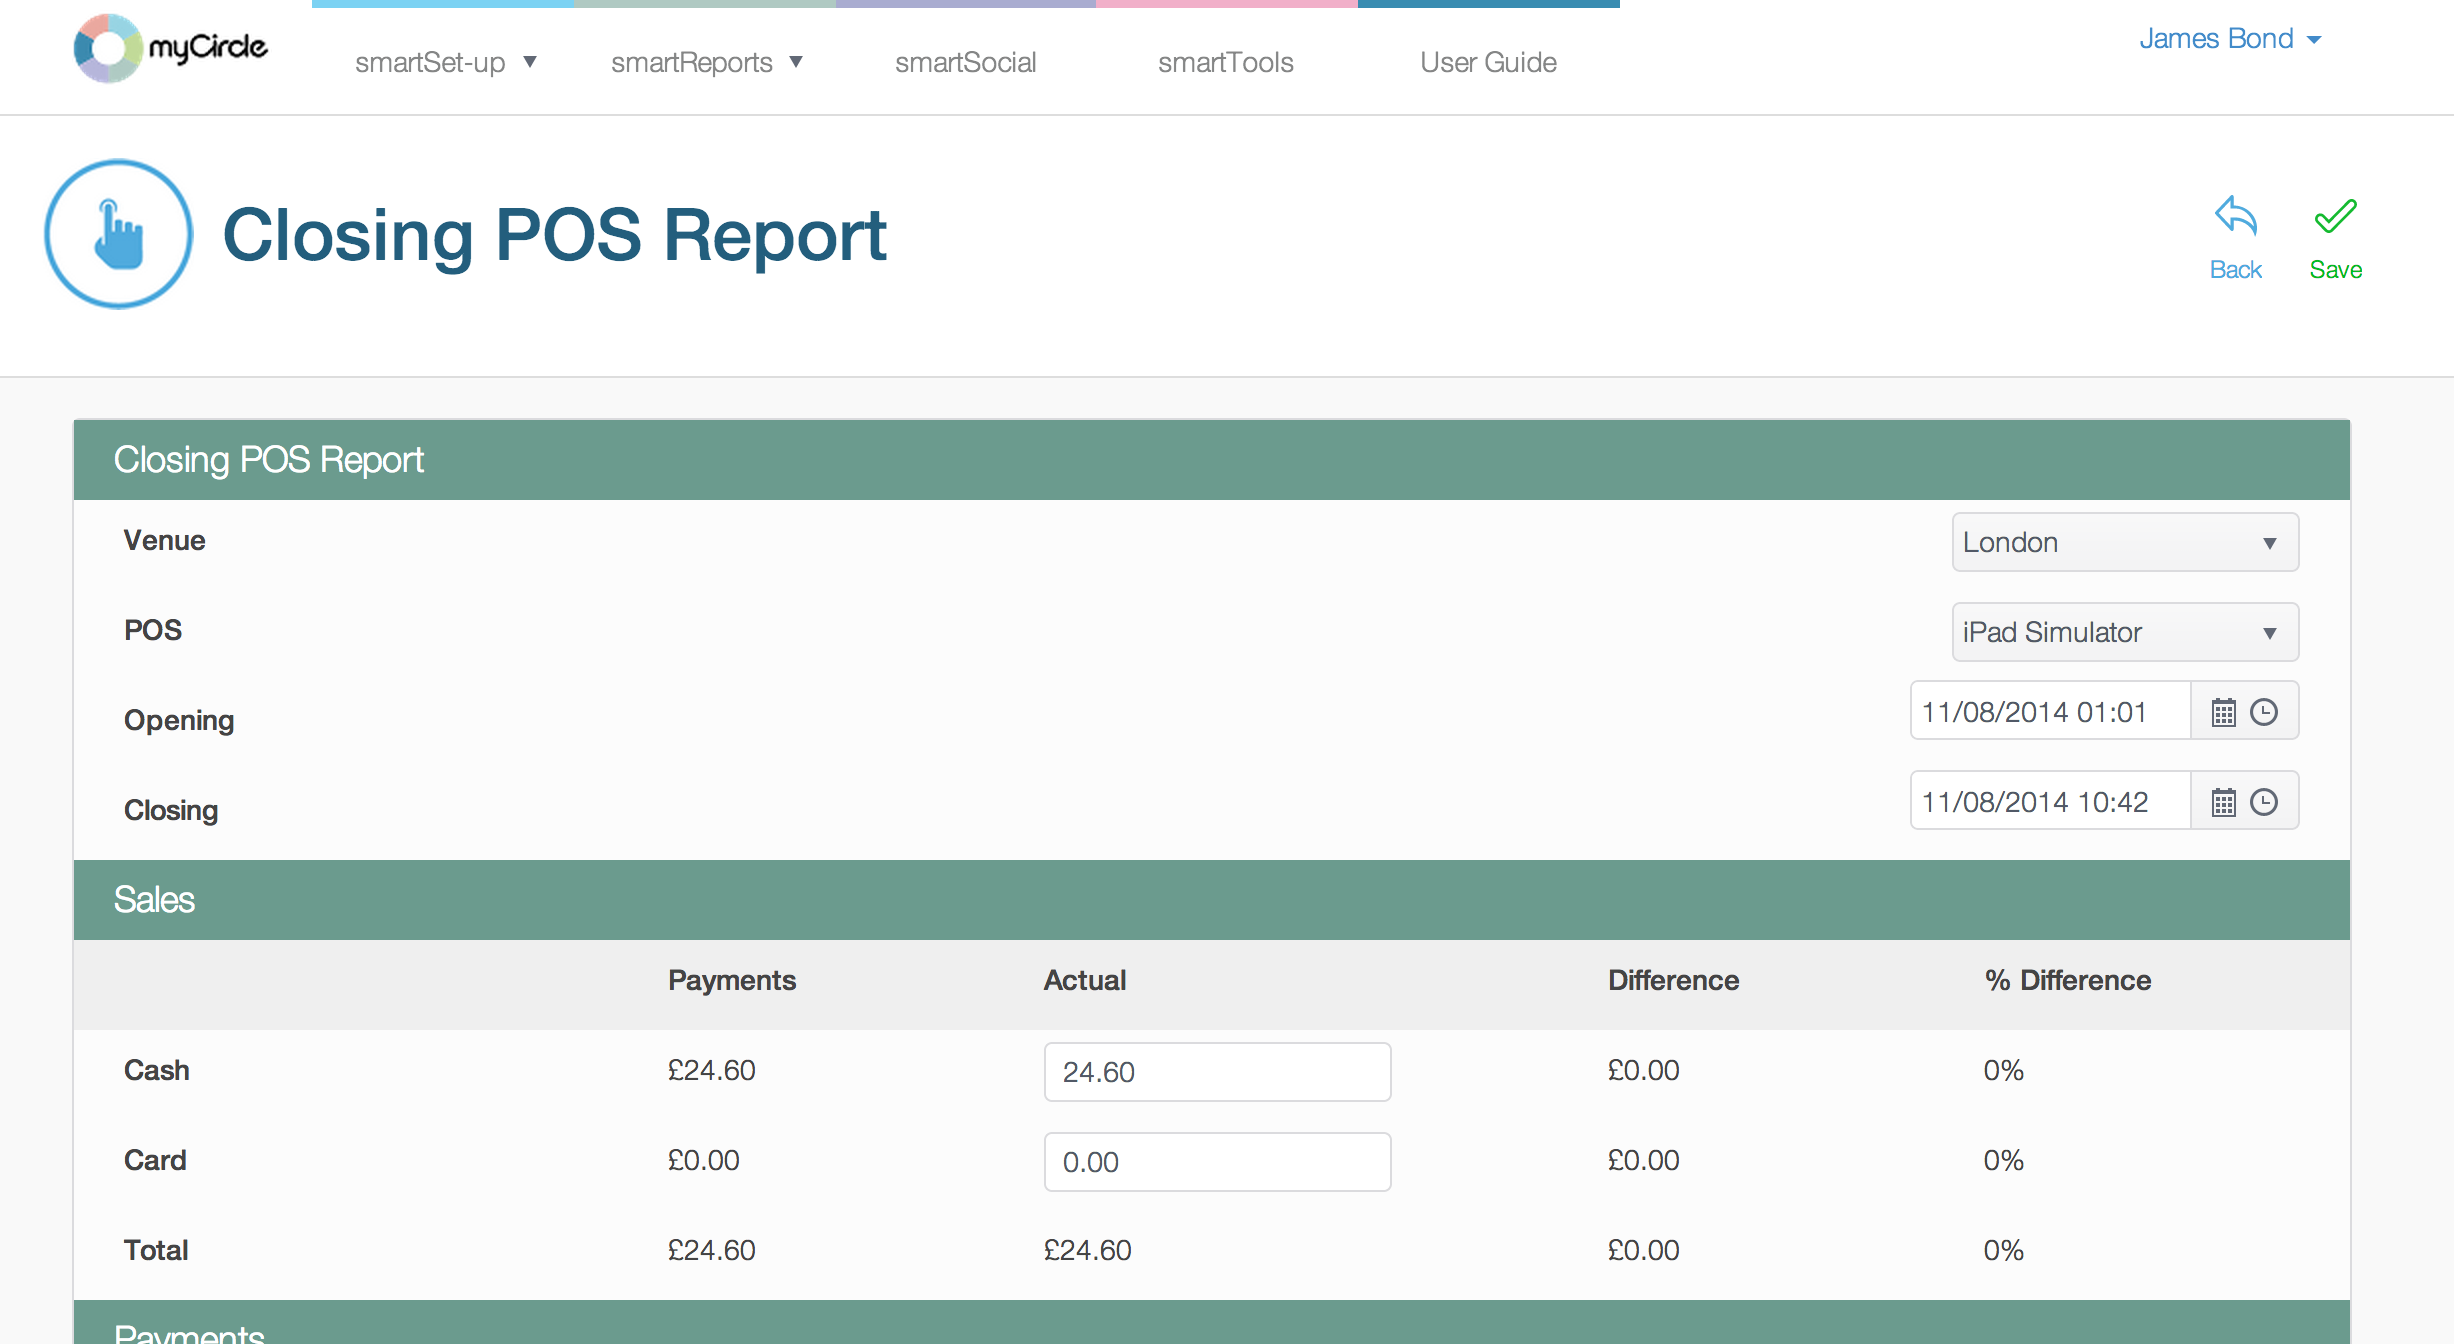 myCircle
smartSet-up ▼ smartReports ▼ smartSocial smartTools User Guide
James Bond
Closing POS Report
Back Save
Closing POS Report
Venue London
POS iPad Simulator
Opening 11/08/2014 01:01
Closing 11/08/2014 10:42
Sales
Payments Actual Difference % Difference
Cash £24.60 24.60 £0.00 0%
Card £0.00 0.00 £0.00 0%
Total £24.60 £24.60 £0.00 0%
Payments